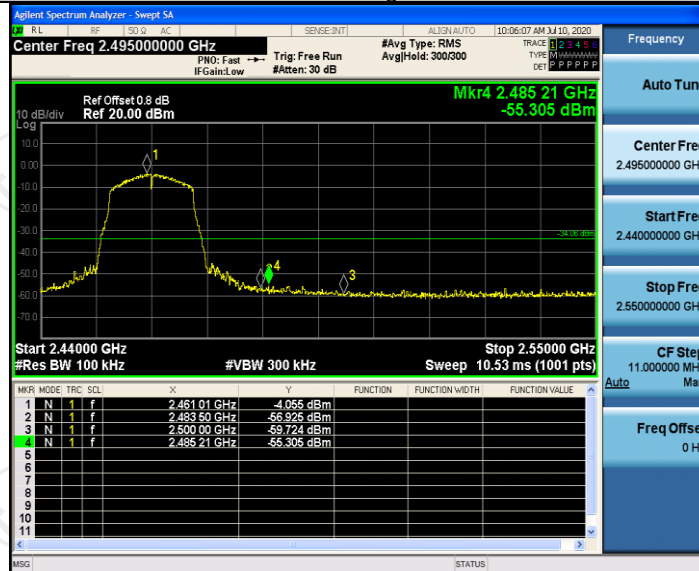 Agilent Spectrum Analyzer - Swept SA
RL RF 50 Ω AC SENSE:INT ALIGN AUTO 10:06:07 AM Jul 10, 2020
Center Freq 2.495000000 GHz
PNO: Fast
IFGain:Low
Trig: Free Run
#Atten: 30 dB
#Avg Type: RMS
Avg|Hold: 300/300
TRACE 1 2 3 4 5 6
TYPE M
DET P P P P P P
Mkr4 2.485 21 GHz
-55.305 dBm
Ref Offset 0.8 dB
10 dB/div Ref 20.00 dBm
Log
10.0
0.00
-10.0
-20.0
-30.0
-40.0
-50.0
-60.0
-70.0
1
4
3
-34.06 dBm
Start 2.44000 GHz Stop 2.55000 GHz
#Res BW 100 kHz #VBW 300 kHz Sweep 10.53 ms (1001 pts)
MKR MODE TRC SCL X Y FUNCTION FUNCTION WIDTH FUNCTION VALUE
1 N 1 f 2.461 01 GHz -4.055 dBm
2 N 1 f 2.483 50 GHz -56.925 dBm
3 N 1 f 2.500 00 GHz -59.724 dBm
4 N 1 f 2.485 21 GHz -55.305 dBm
5
6
7
8
9
10
11
MSG STATUS
Frequency
Auto Tun
Center Fre
2.495000000 GH
Start Fre
2.440000000 GH
Stop Fre
2.550000000 GH
CF Ste
11.000000 MH
Auto Ma
Freq Offse
0 H